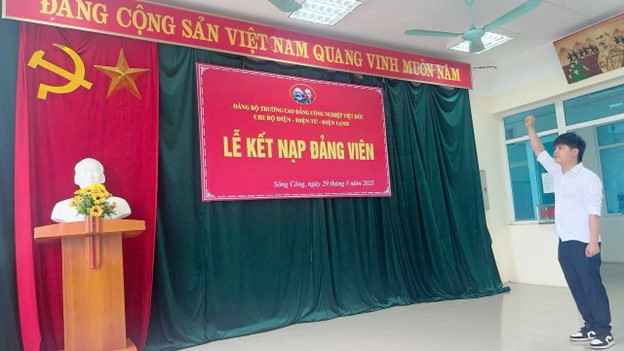 ĐẢNG CỘNG SẢN VIỆT NAM QUANG VINH MUÔN NĂM
ĐẢNG BỘ TRƯỜNG CAO ĐẲNG CÔNG NGHIỆP VIỆT ĐỨC
CHI BỘ ĐIỆN - ĐIỆN TỬ - ĐIỆN LẠNH
LỄ KẾT NẠP ĐẢNG VIÊN
Sông Công, ngày 29 tháng 5 năm 2025